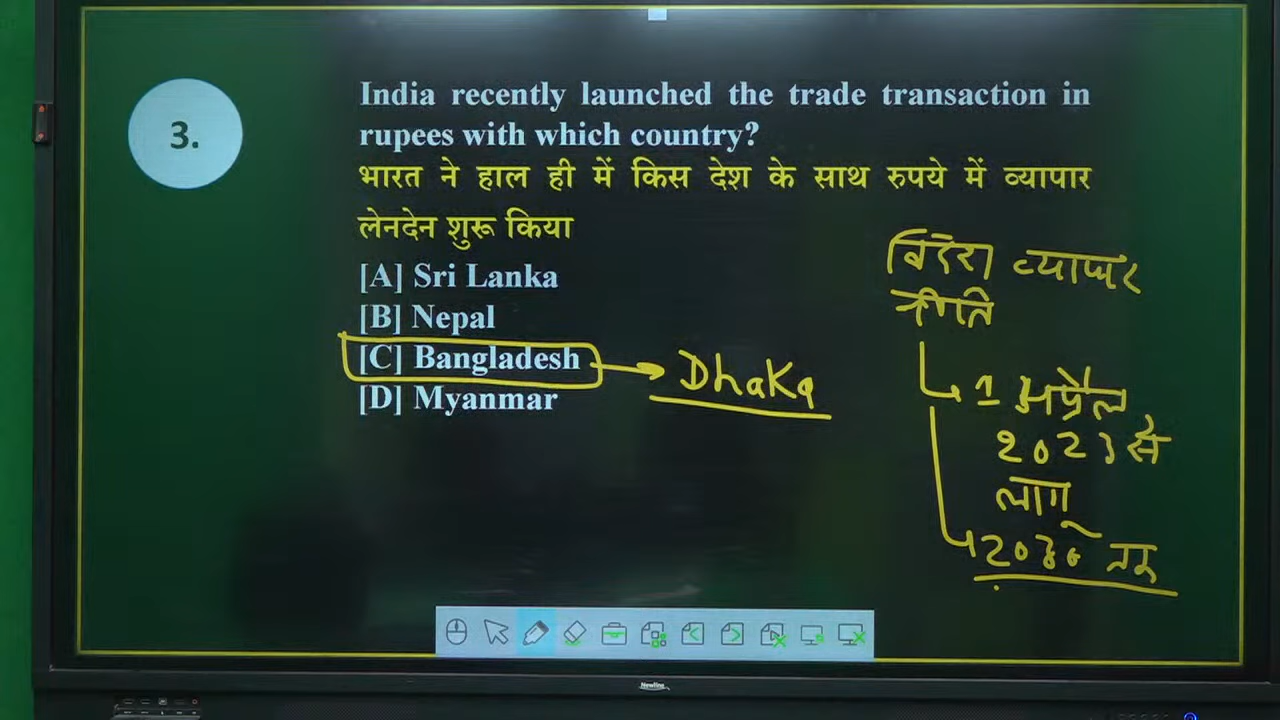 3.
India recently launched the trade transaction in
rupees with which country?
भारत ने हाल ही में किस देश के साथ रुपये में व्यापार
लेनदेन शुरू किया
[A] Sri Lanka
[B] Nepal
[C] Bangladesh
[D] Myanmar
Dhaka
विदेश व्यापार
नीति
1 अप्रैल
2023 से
लागू
2030 तक
Newline